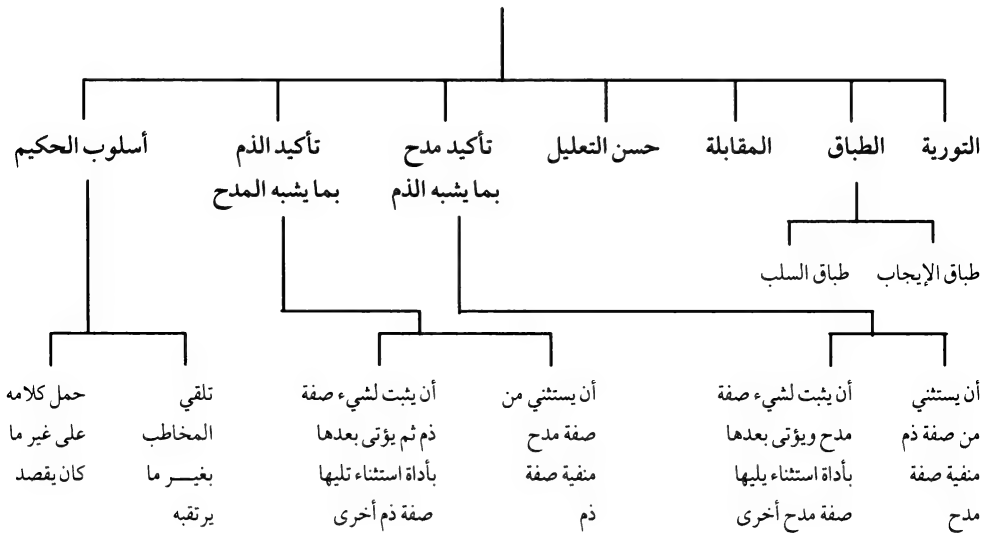 التورية
الطباق
المقابلة
حسن التعليل
تأكيد مدح
بما يشبه الذم
تأكيد الذم
بما يشبه المدح
أسلوب الحكيم
طباق الإيجاب
طباق السلب
أن يستثني
من صفة ذم
منفية صفة
مدح
أن يثبت لشيء صفة
مدح ويؤتى بعدها
بأداة استثناء يليها
صفة مدح أخرى
أن يستثني من
صفة مدح
منفية صفة
ذم
أن يثبت لشيء صفة
ذم ثم يؤتى بعدها
بأداة استثناء تليها
صفة ذم أخرى
تلقي
المخاطب
بغيـــر ما
يرتقبه
حمل كلامه
على غير ما
كان يقصد